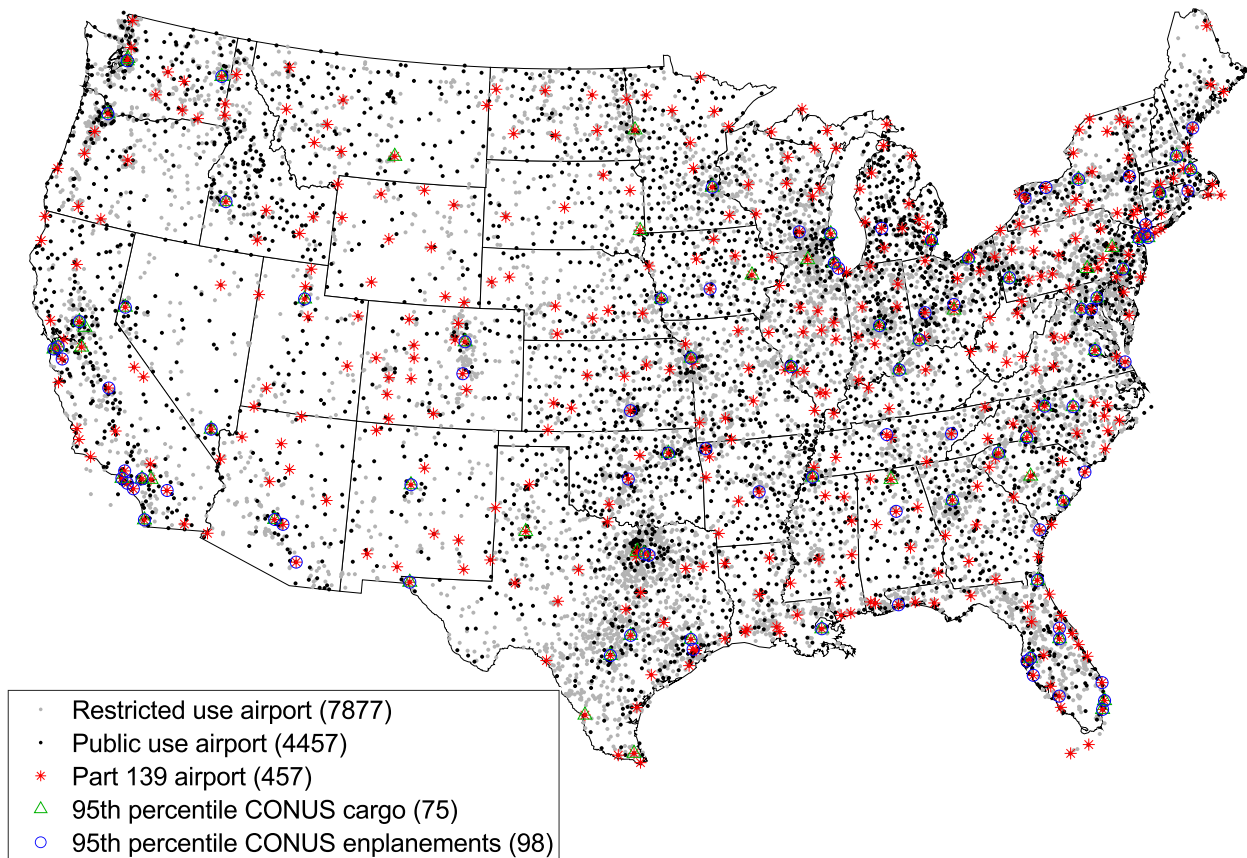 Restricted use airport (7877)
Public use airport (4457)
Part 139 airport (457)
95th percentile CONUS cargo (75)
95th percentile CONUS enplanements (98)